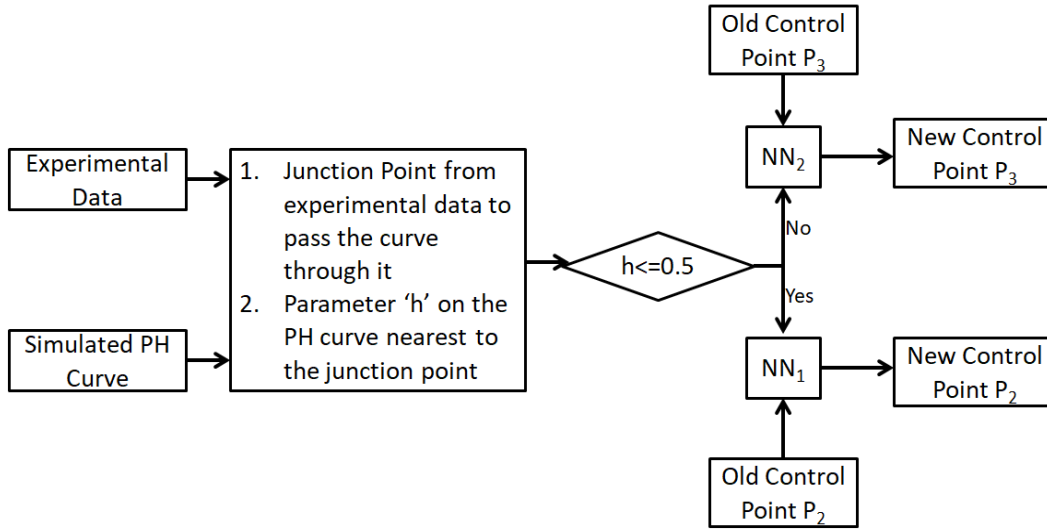 Old Control
Point P₃
Experimental
Data
1. Junction Point from
experimental data to
pass the curve
through it
2. Parameter ‘h’ on the
PH curve nearest to
the junction point
NN₂
New Control
Point P₃
No
h<=0.5
Yes
Simulated PH
Curve
NN₁
New Control
Point P₂
Old Control
Point P₂